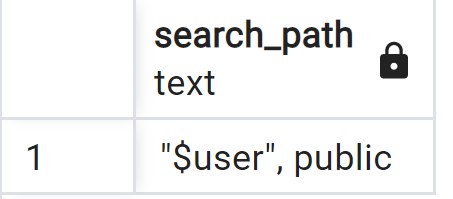 search_path
text
1 "$user", public